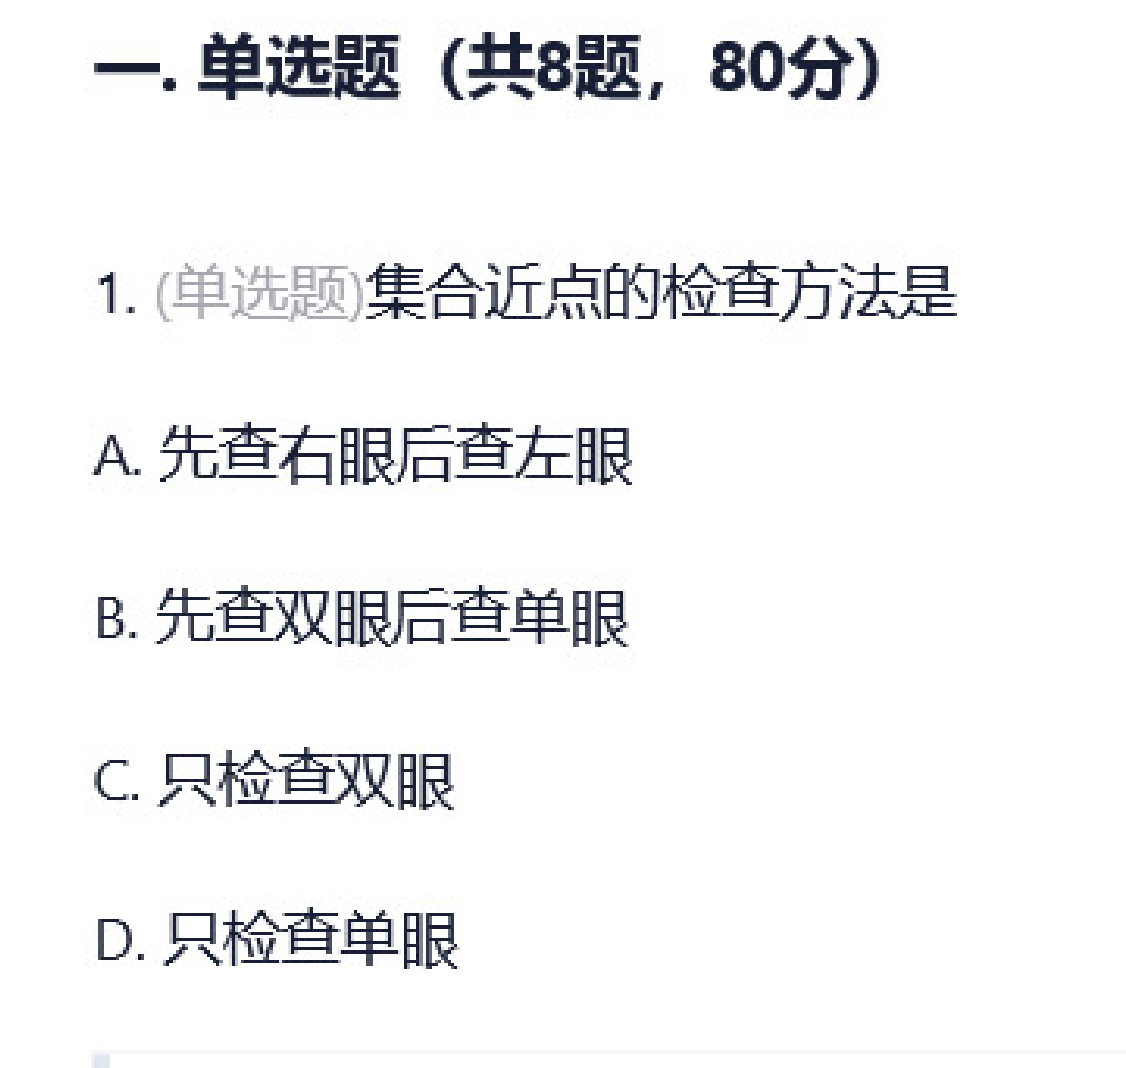 一. 单选题（共8题，80分）
1. (单选题)集合近点的检查方法是
A. 先查右眼后查左眼
B. 先查双眼后查单眼
C. 只检查双眼
D. 只检查单眼